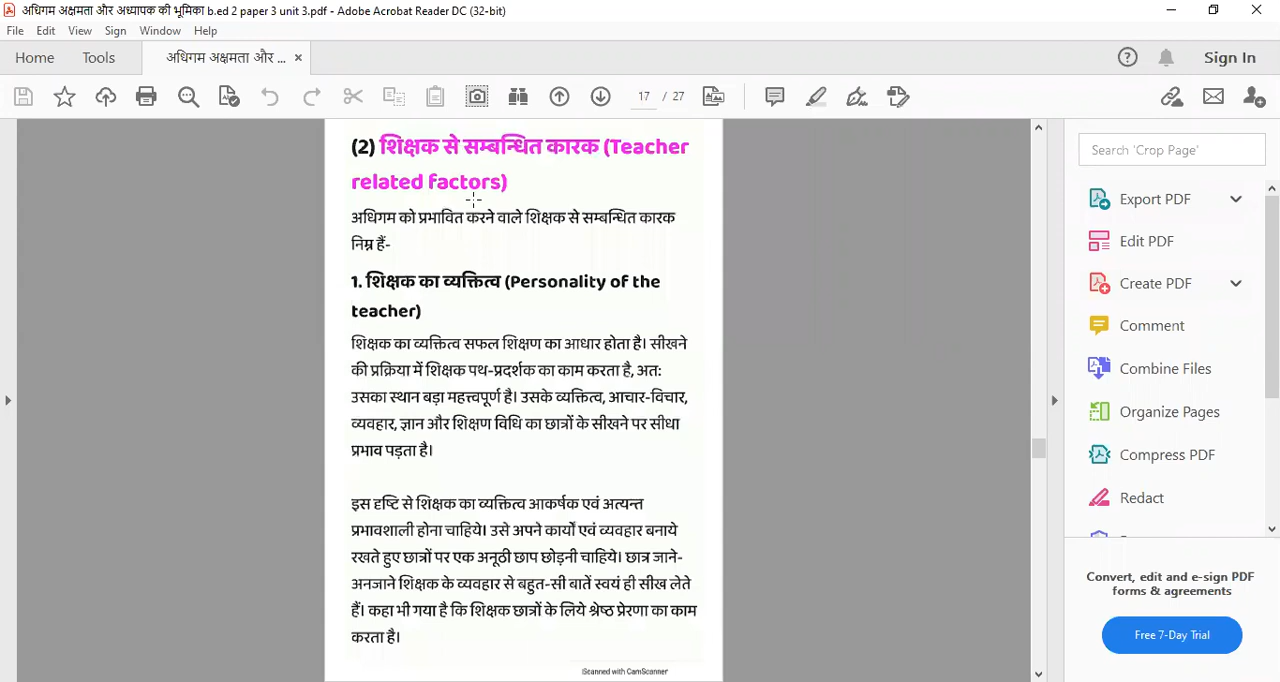 अधिगम अक्षमता और अध्यापक की भूमिका b.ed 2 paper 3 unit 3.pdf - Adobe Acrobat Reader DC (32-bit)
File Edit View Sign Window Help
Home Tools अधिगम अक्षमता और ... × Sign In
17 / 27
(2) शिक्षक से सम्बन्धित कारक (Teacher
related factors)
अधिगम को प्रभावित करने वाले शिक्षक से सम्बन्धित कारक
निम्न हैं-
1. शिक्षक का व्यक्तित्व (Personality of the
teacher)
शिक्षक का व्यक्तित्व सफल शिक्षण का आधार होता है। सीखने
की प्रक्रिया में शिक्षक पथ-प्रदर्शक का काम करता है, अतः
उसका स्थान बड़ा महत्त्वपूर्ण है। उसके व्यक्तित्व, आचार-विचार,
व्यवहार, ज्ञान और शिक्षण विधि का छात्रों के सीखने पर सीधा
प्रभाव पड़ता है।
इस दृष्टि से शिक्षक का व्यक्तित्व आकर्षक एवं अत्यन्त
प्रभावशाली होना चाहिये। उसे अपने कार्यों एवं व्यवहार बनाये
रखते हुए छात्रों पर एक अनूठी छाप छोड़नी चाहिये। छात्र जाने-
अनजाने शिक्षक के व्यवहार से बहुत-सी बातें स्वयं ही सीख लेते
हैं। कहा भी गया है कि शिक्षक छात्रों के लिये श्रेष्ठ प्रेरणा का काम
करता है।
Scanned with CamScanner
Search 'Crop Page'
Export PDF
Edit PDF
Create PDF
Comment
Combine Files
Organize Pages
Compress PDF
Redact
Convert, edit and e-sign PDF
forms & agreements
Free 7-Day Trial